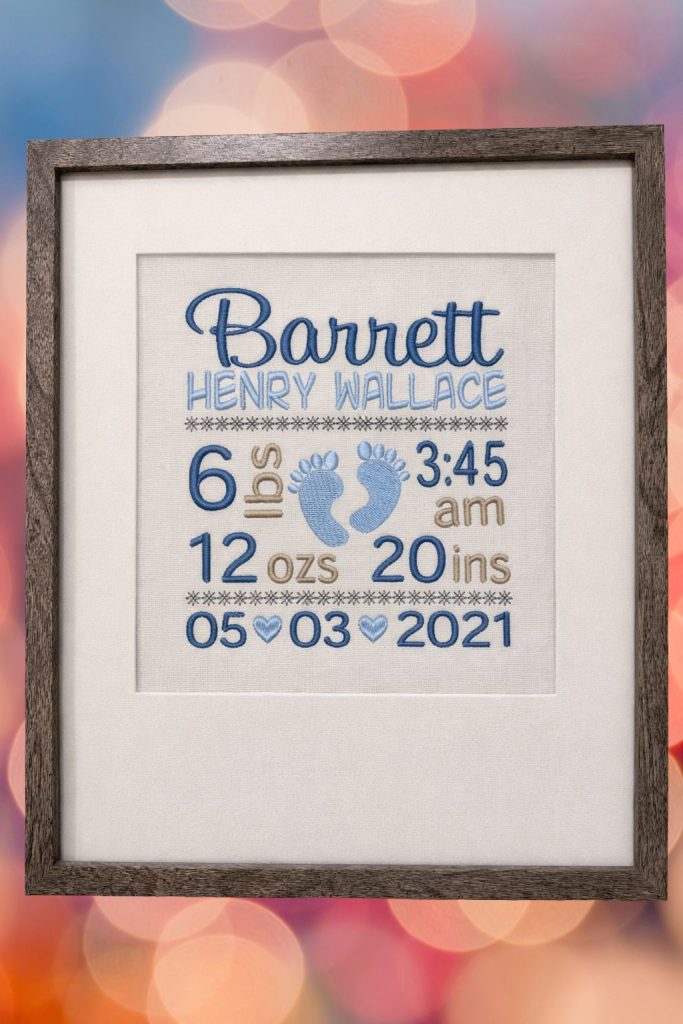 Barrett
HENRY WALLACE
6 lbs 3:45 am
12 ozs 20 ins
05 03 2021